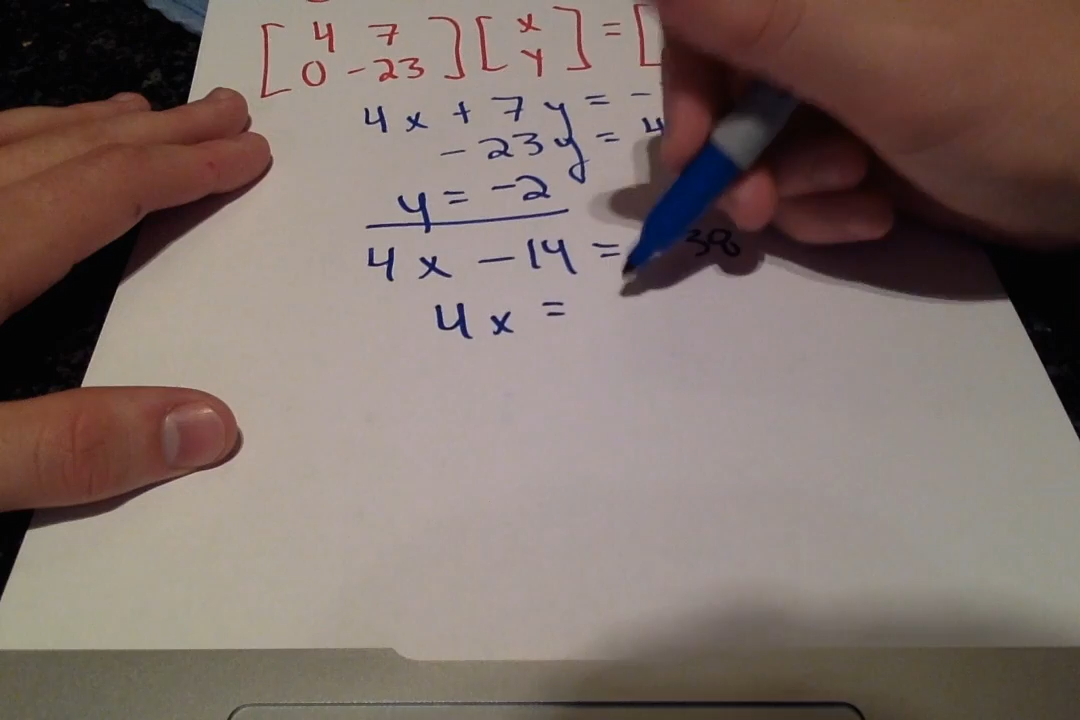 [ 4 7 ] [ x ] = [
[ 0 -23 ] [ y ]
4x + 7y = -
-23y = 4
y = -2
4x - 14 = 38
4x =